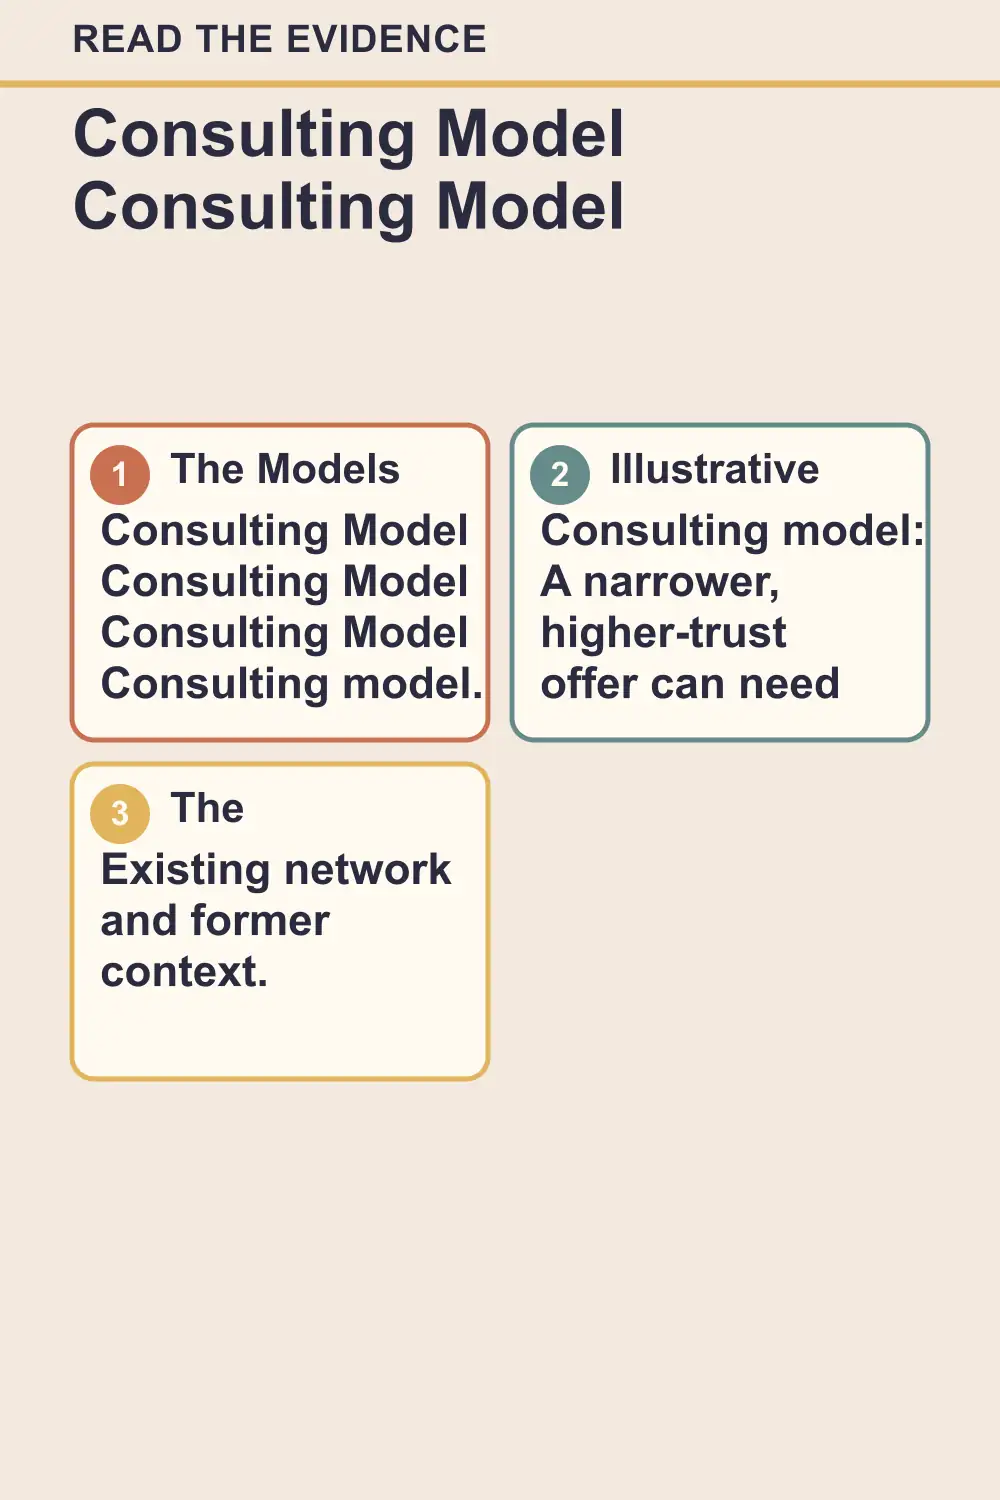 READ THE EVIDENCE
Consulting Model
Consulting Model
1 The Models
Consulting Model
Consulting Model
Consulting Model
Consulting model.
2 Illustrative
Consulting model:
A narrower,
higher-trust
offer can need
3 The
Existing network
and former
context.